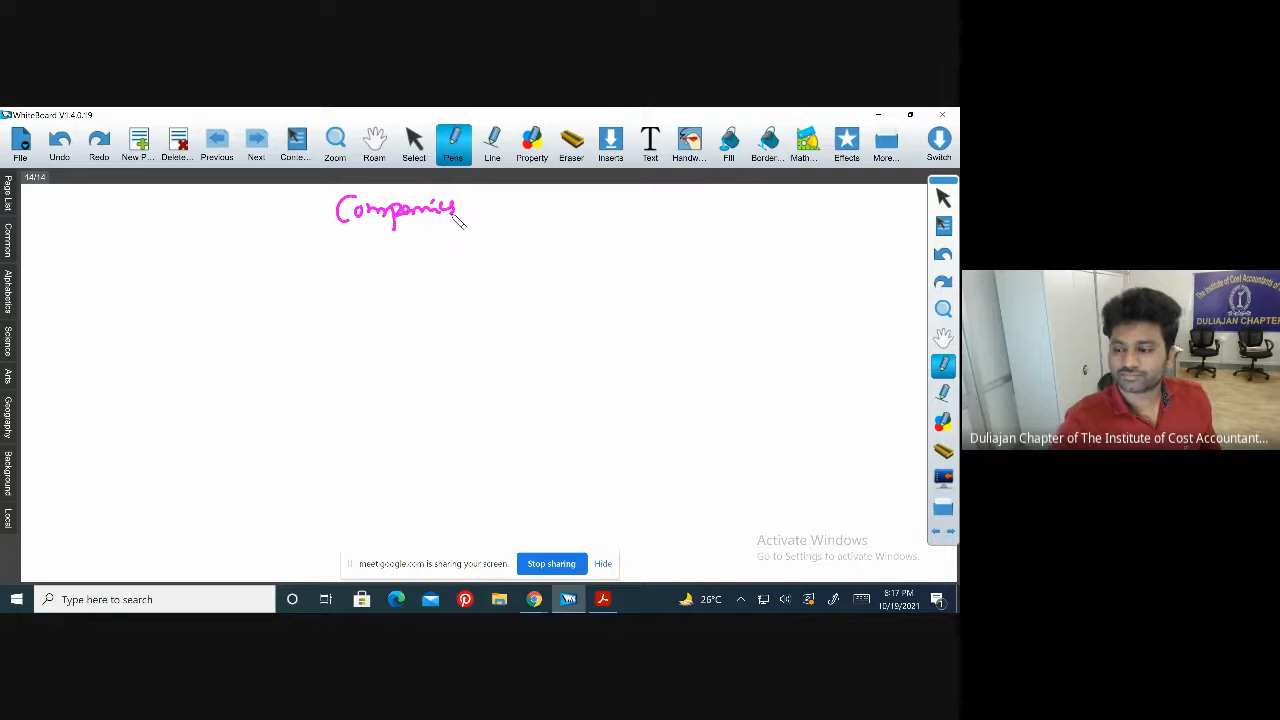 WhiteBoard V1.4.0.19
File Undo Redo New P... Delete... Previous Next Conte... Zoom Roam Select Pens Line Property Eraser Inserts Text Handw... Fill Border... Math... Effects More... Switch
14/14
Page List
Common
Alphabetics
Science
Arts
Geography
Background
Local
Companies
The Institute of Cost Accountants of
DULIAJAN CHAPTER
Duliajan Chapter of The Institute of Cost Accountant...
Activate Windows
Go to Settings to activate Windows.
meet.google.com is sharing your screen Stop sharing Hide
Type here to search
26°C
8:17 PM
10/19/2021
1